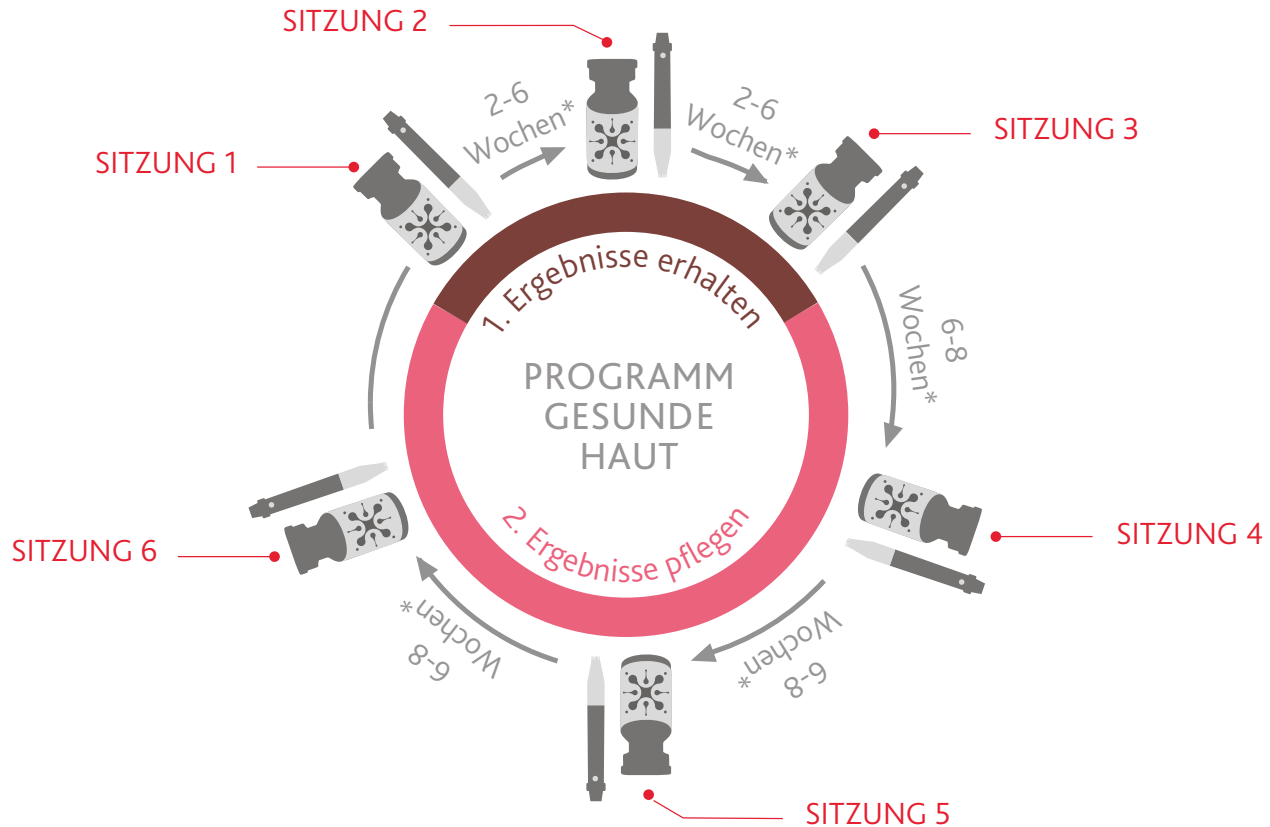 SITZUNG 1
2-6
Wochen*
SITZUNG 2
2-6
Wochen*
SITZUNG 3
6-8
Wochen*
SITZUNG 4
6-8
Wochen*
SITZUNG 5
6-8
Wochen*
SITZUNG 6
1. Ergebnisse erhalten
PROGRAMM
GESUNDE
HAUT
2. Ergebnisse pflegen